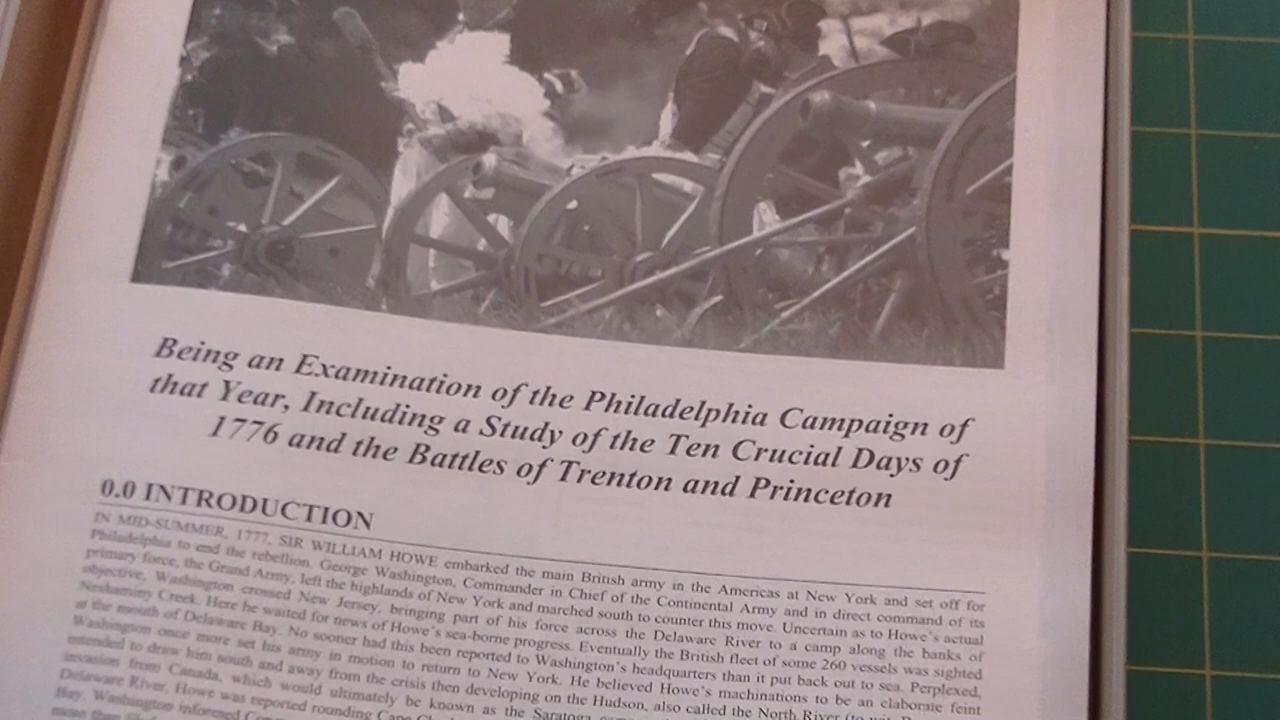 Being an Examination of the Philadelphia Campaign of
that Year, Including a Study of the Ten Crucial Days of
1776 and the Battles of Trenton and Princeton
0.0 INTRODUCTION
IN MID-SUMMER, 1777, SIR WILLIAM HOWE embarked the main British army in the Americas at New York and set off for
Philadelphia to end the rebellion. George Washington, Commander in Chief of the Continental Army and in direct command of its
primary force, the Grand Army, left the highlands of New York and marched south to counter this move. Uncertain as to Howe's actual
objective, Washington crossed New Jersey, bringing part of his force across the Delaware River to a camp along the banks of
Neshaminy Creek. Here he waited for news of Howe's sea-borne progress. Eventually the British fleet of some 260 vessels was sighted
at the mouth of Delaware Bay. No sooner had this been reported to Washington's headquarters than it put back out to sea. Perplexed,
Washington once more set his army in motion to return to New York. He believed Howe's machinations to be an elaborate feint
intended to draw him south and away from the crisis then developing on the Hudson, also called the North River
invasion from Canada, which would ultimately be known as the Saratoga
Delaware River, Howe was reported rounding Cape
Bay. Washington informed
more than